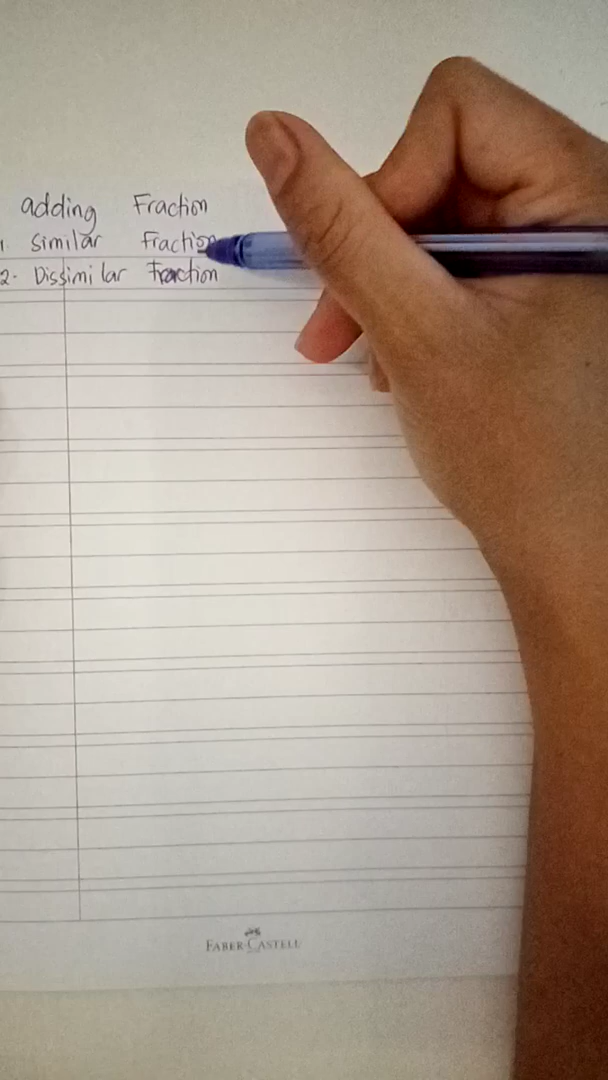 adding Fraction
1. Similar Fraction
2. Dissimilar Fraction
FABER-CASTELL